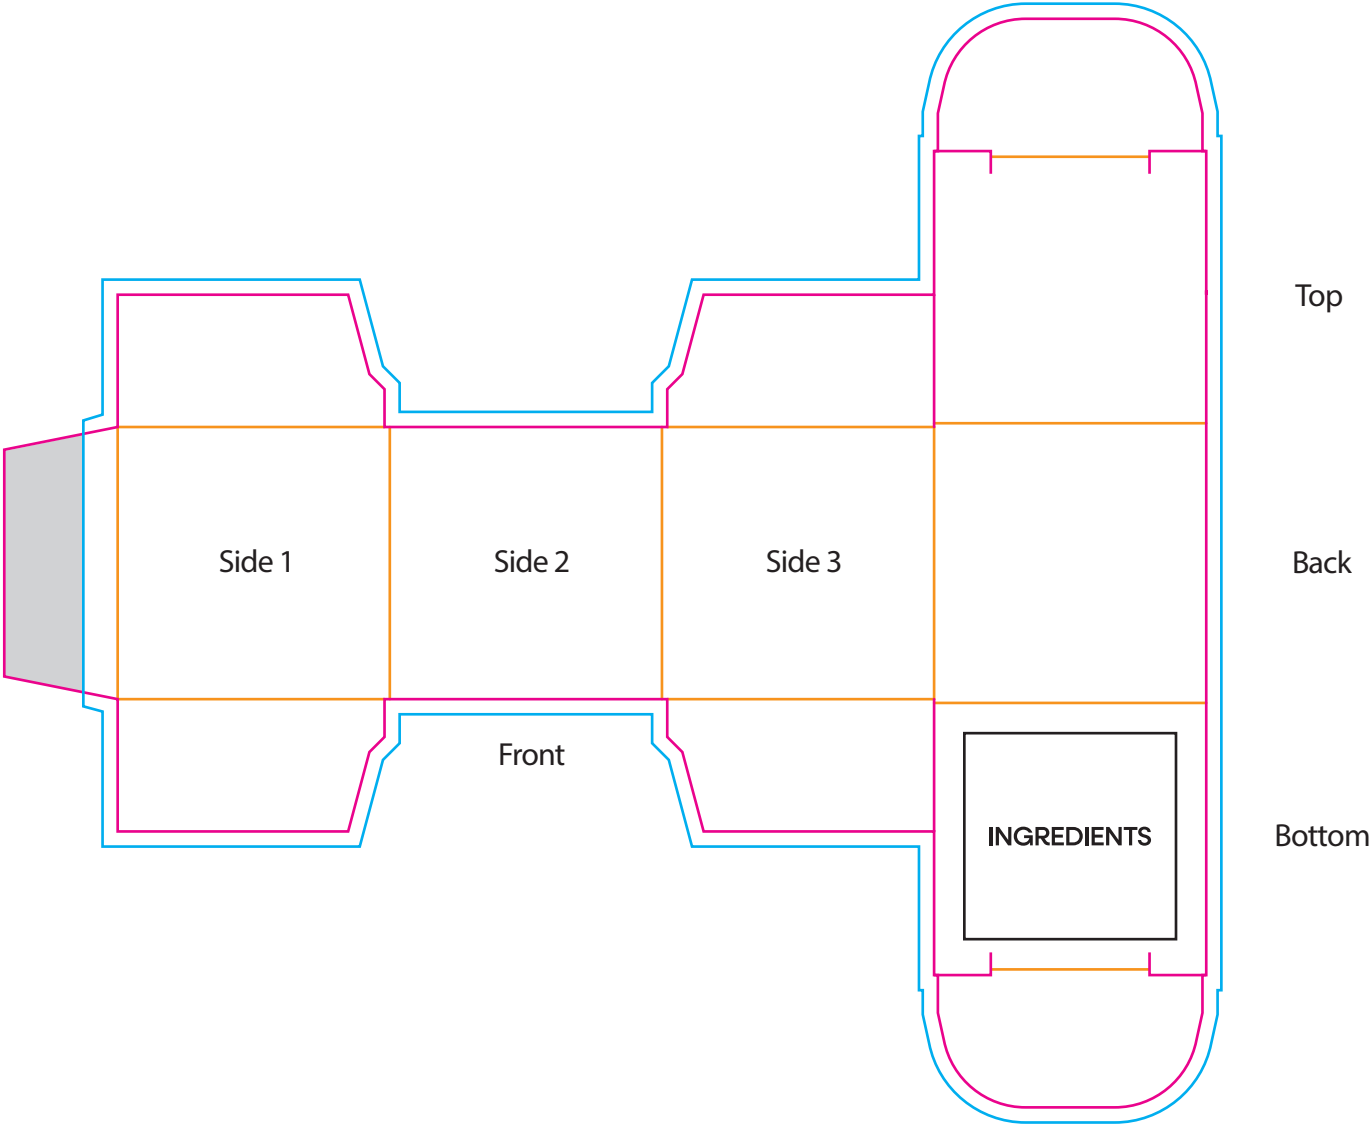 Top
Side 1
Side 2
Side 3
Back
Front
INGREDIENTS
Bottom